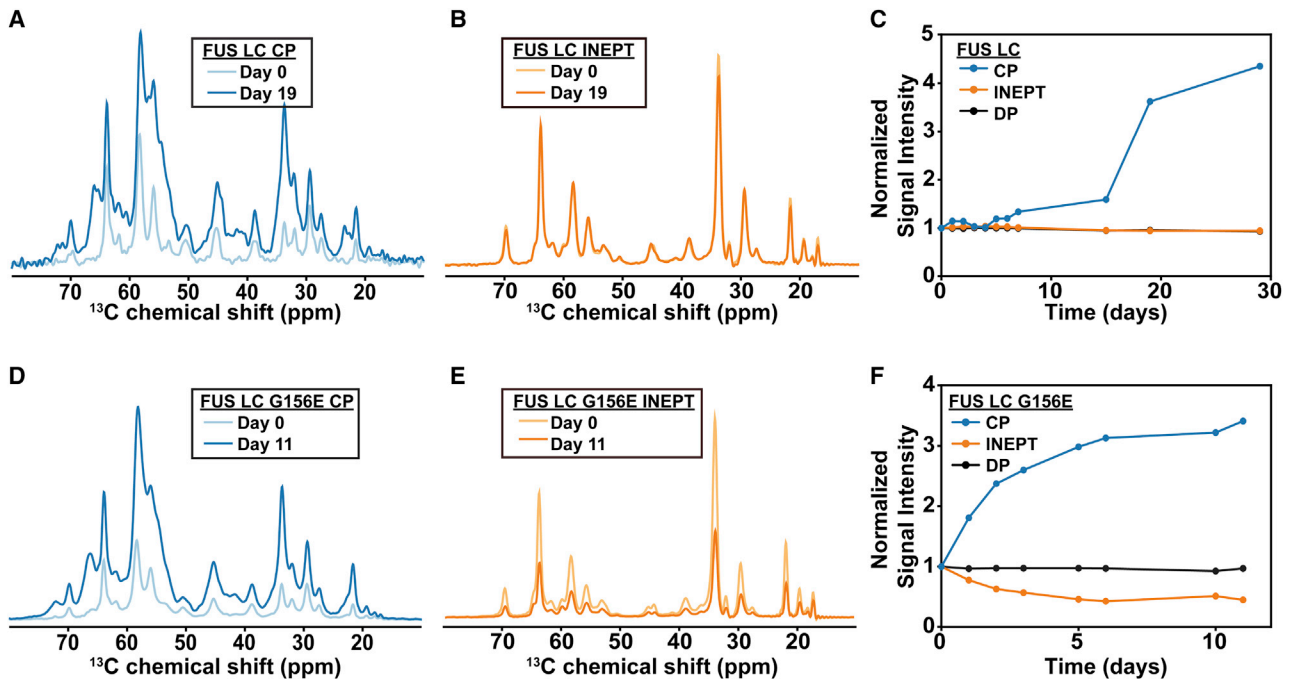 A
FUS LC CP
Day 0
Day 19
70 60 50 40 30 20
13C chemical shift (ppm)
B
FUS LC INEPT
Day 0
Day 19
70 60 50 40 30 20
13C chemical shift (ppm)
C
Normalized
Signal Intensity
5
4
3
2
1
0
FUS LC
CP
INEPT
DP
0 10 20 30
Time (days)
D
FUS LC G156E CP
Day 0
Day 11
70 60 50 40 30 20
13C chemical shift (ppm)
E
FUS LC G156E INEPT
Day 0
Day 11
70 60 50 40 30 20
13C chemical shift (ppm)
F
Normalized
Signal Intensity
4
3
2
1
0
FUS LC G156E
CP
INEPT
DP
0 5 10
Time (days)